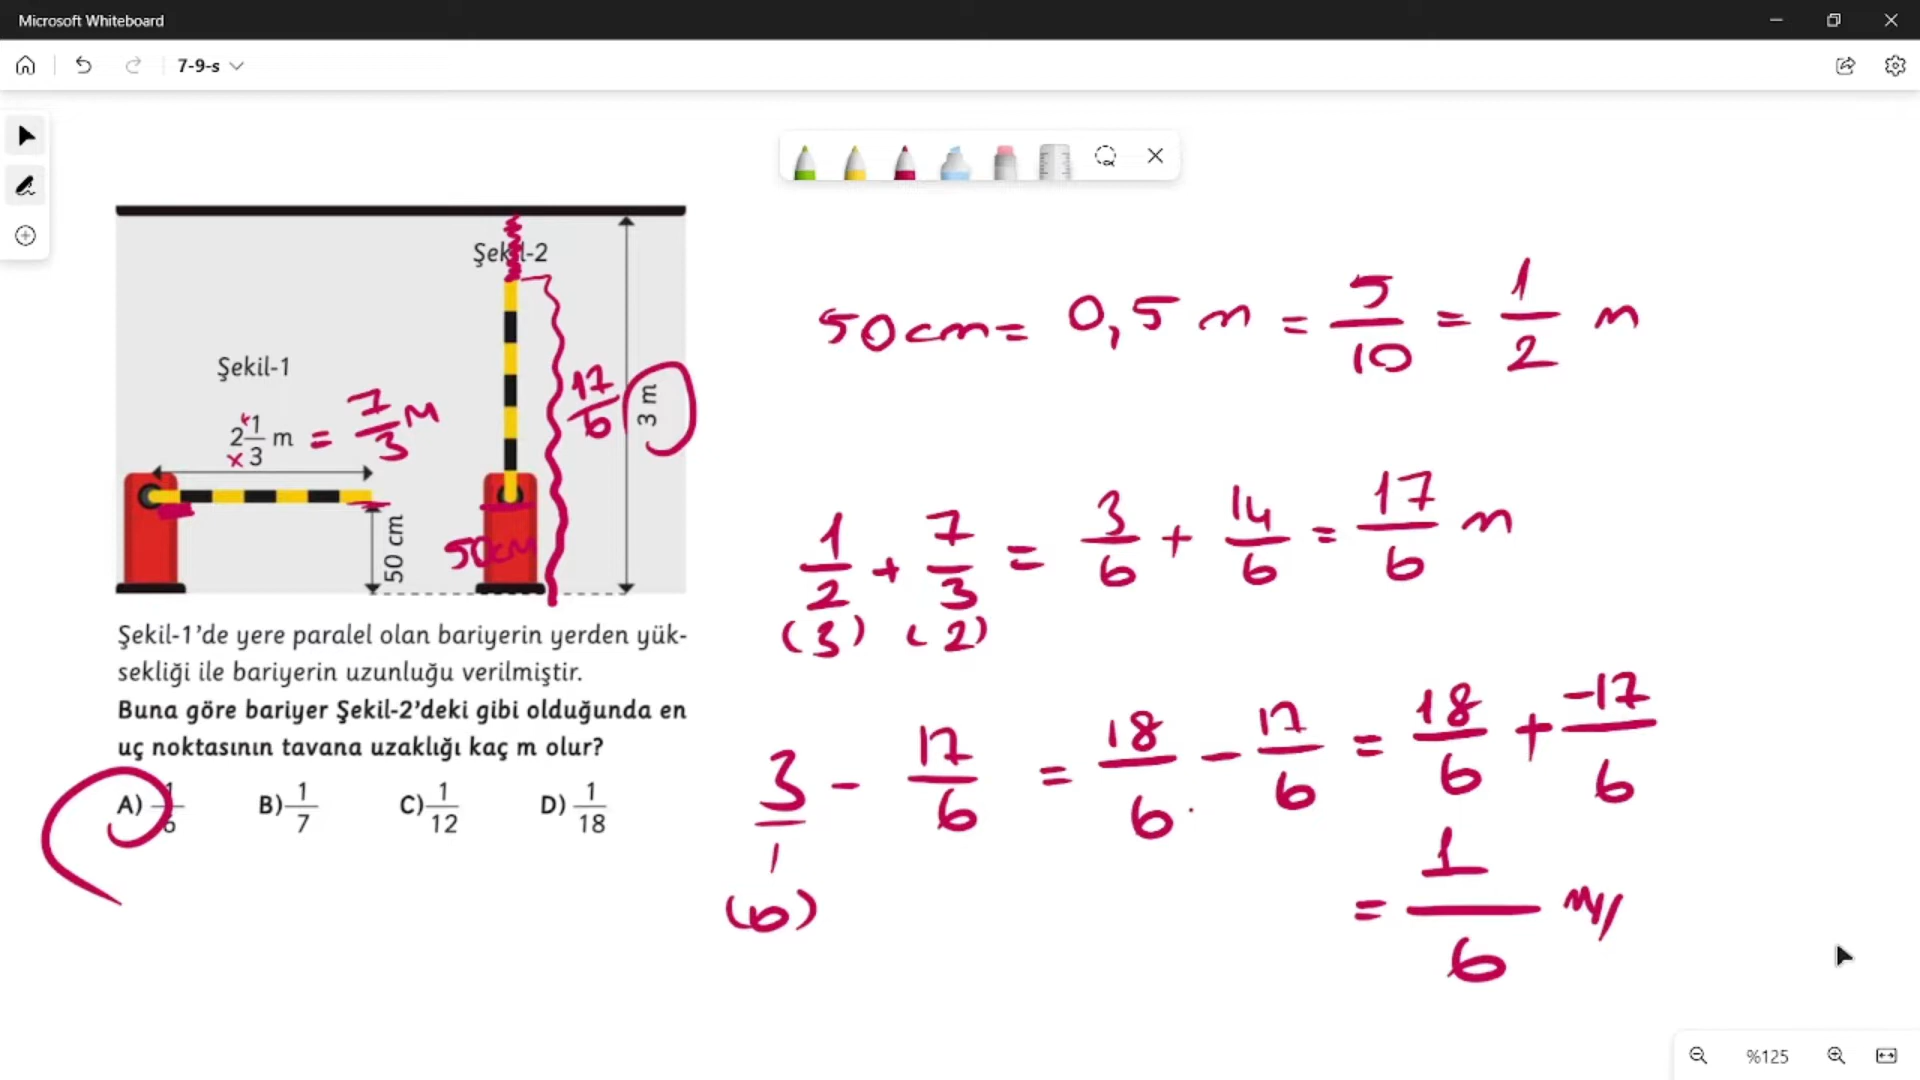 Microsoft Whiteboard
7-9-s
Şekil-2
Şekil-1
2 1/3 m = 7/3 m
+
x
17/6
3 m
50 cm
50cm
Şekil-1'de yere paralel olan bariyerin yerden yük-
sekliği ile bariyerin uzunluğu verilmiştir.
Buna göre bariyer Şekil-2'deki gibi olduğunda en
uç noktasının tavana uzaklığı kaç m olur?
A) 1/6 B) 1/7 C) 1/12 D) 1/18
50cm = 0,5 m = 5/10 = 1/2 m
1/2 + 7/3 = 3/6 + 14/6 = 17/6 m
(3) (2)
3/1 - 17/6 = 18/6 - 17/6 = 18/6 + -17/6
(6)
= 1/6 m//
%125